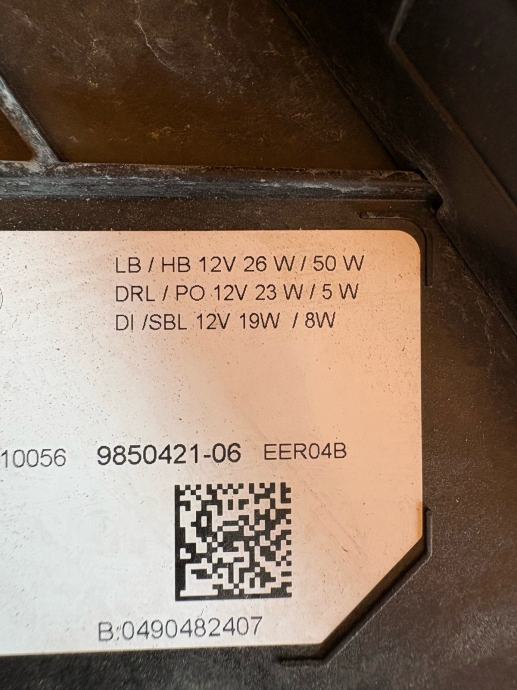 LB / HB 12V 26 W / 50 W
DRL / PO 12V 23 W / 5 W
DI /SBL 12V 19W / 8W
10056 9850421-06 EER04B
B:0490482407